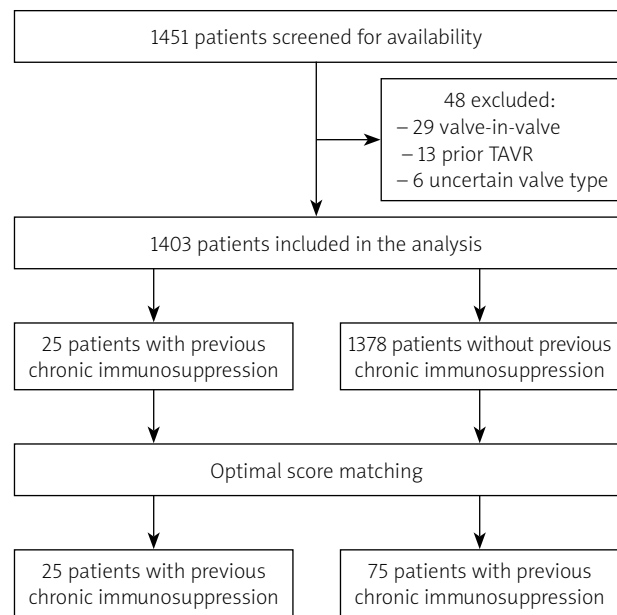 1451 patients screened for availability
48 excluded:
– 29 valve-in-valve
– 13 prior TAVR
– 6 uncertain valve type
1403 patients included in the analysis
25 patients with previous
chronic immunosuppression
1378 patients without previous
chronic immunosuppression
Optimal score matching
25 patients with previous
chronic immunosuppression
75 patients with previous
chronic immunosuppression